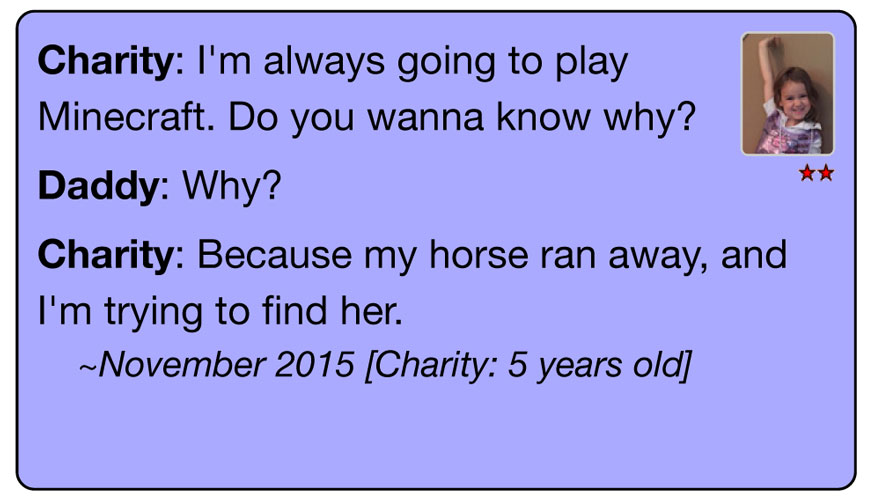 Charity: I'm always going to play
Minecraft. Do you wanna know why?
Daddy: Why?
Charity: Because my horse ran away, and
I'm trying to find her.
~November 2015 [Charity: 5 years old]